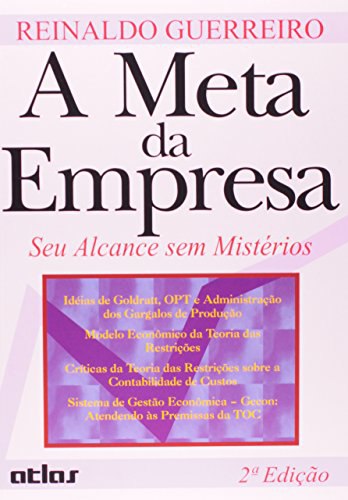 REINALDO GUERREIRO
A Meta
da
Empresa
Seu Alcance sem Mistérios
Idéias de Goldratt, OPT e Administração
dos Gargalos de Produção
Modelo Econômico da Teoria das
Restrições
Críticas da Teoria das Restrições sobre a
Contabilidade de Custos
Sistema de Gestão Econômica – Gecon:
Atendendo às Premissas da TOC
atlas
2ª Edição